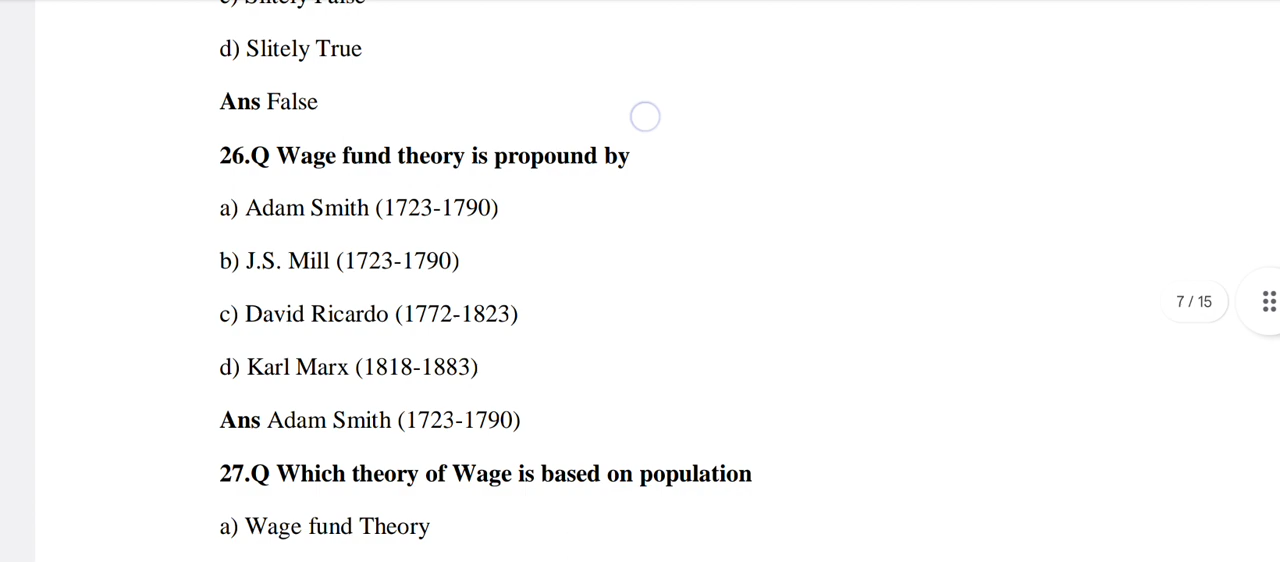 d) Slitely True
Ans False
26.Q Wage fund theory is propound by
a) Adam Smith (1723-1790)
b) J.S. Mill (1723-1790)
c) David Ricardo (1772-1823)
7 / 15
d) Karl Marx (1818-1883)
Ans Adam Smith (1723-1790)
27.Q Which theory of Wage is based on population
a) Wage fund Theory